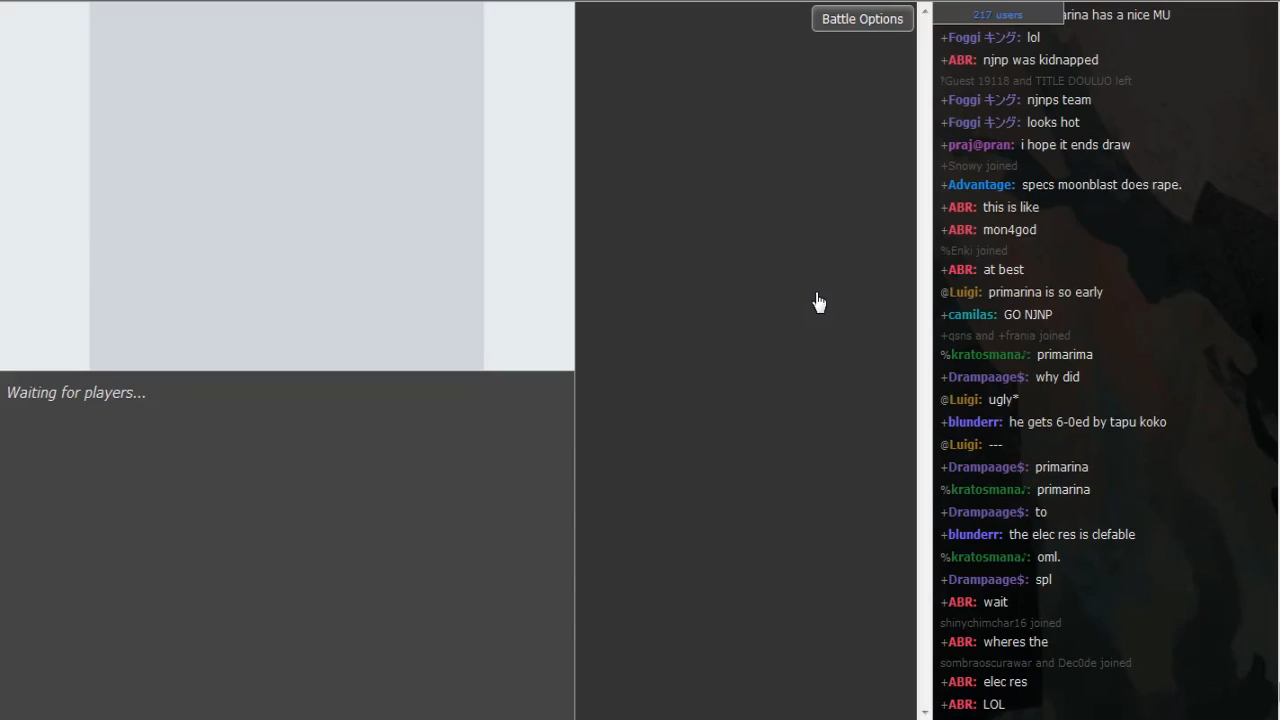 Battle Options
217 users
arina has a nice MU
+Foggi キング: lol
+ABR: njnp was kidnapped
?Guest 19118 and TITLE DOULUO left
+Foggi キング: njnps team
+Foggi キング: looks hot
+praj@pran: i hope it ends draw
+Snowy joined
+Advantage: specs moonblast does rape.
+ABR: this is like
+ABR: mon4god
%Enki joined
+ABR: at best
@Luigi: primarina is so early
+camilas: GO NJNP
+qsns and +frania joined
%kratosmana♪: primarima
+Drampaage$: why did
@Luigi: ugly*
+blunderr: he gets 6-0ed by tapu koko
@Luigi: ---
+Drampaage$: primarina
%kratosmana♪: primarina
+Drampaage$: to
+blunderr: the elec res is clefable
%kratosmana♪: oml.
+Drampaage$: spl
+ABR: wait
shinychimchar16 joined
+ABR: wheres the
sombraoscurawar and Dec0de joined
+ABR: elec res
+ABR: LOL
Waiting for players...